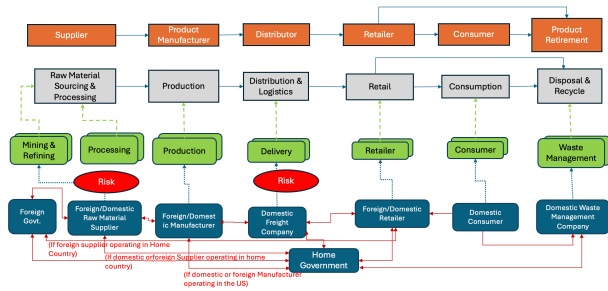 Supplier
Product
Manufacturer
Distributor
Retailer
Consumer
Product
Retirement
Raw Material
Sourcing &
Processing
Production
Distribution &
Logistics
Retail
Consumption
Disposal &
Recycle
Mining &
Refining
Processing
Production
Delivery
Retailer
Consumer
Waste
Management
Risk
Risk
Foreign
Govt.
Foreign/Domestic
Raw Material
Supplier
Foreign/Domest
ic Manufacturer
Domestic
Freight
Company
Foreign/Domestic
Retailer
Domestic
Consumer
Domestic Waste
Management
Company
(If foreign supplier operating in Home
Country)
(If domestic orforeign Supplier operating in home
country)
(If domestic or foreign Manufacturer
operating in the US)
Home
Government